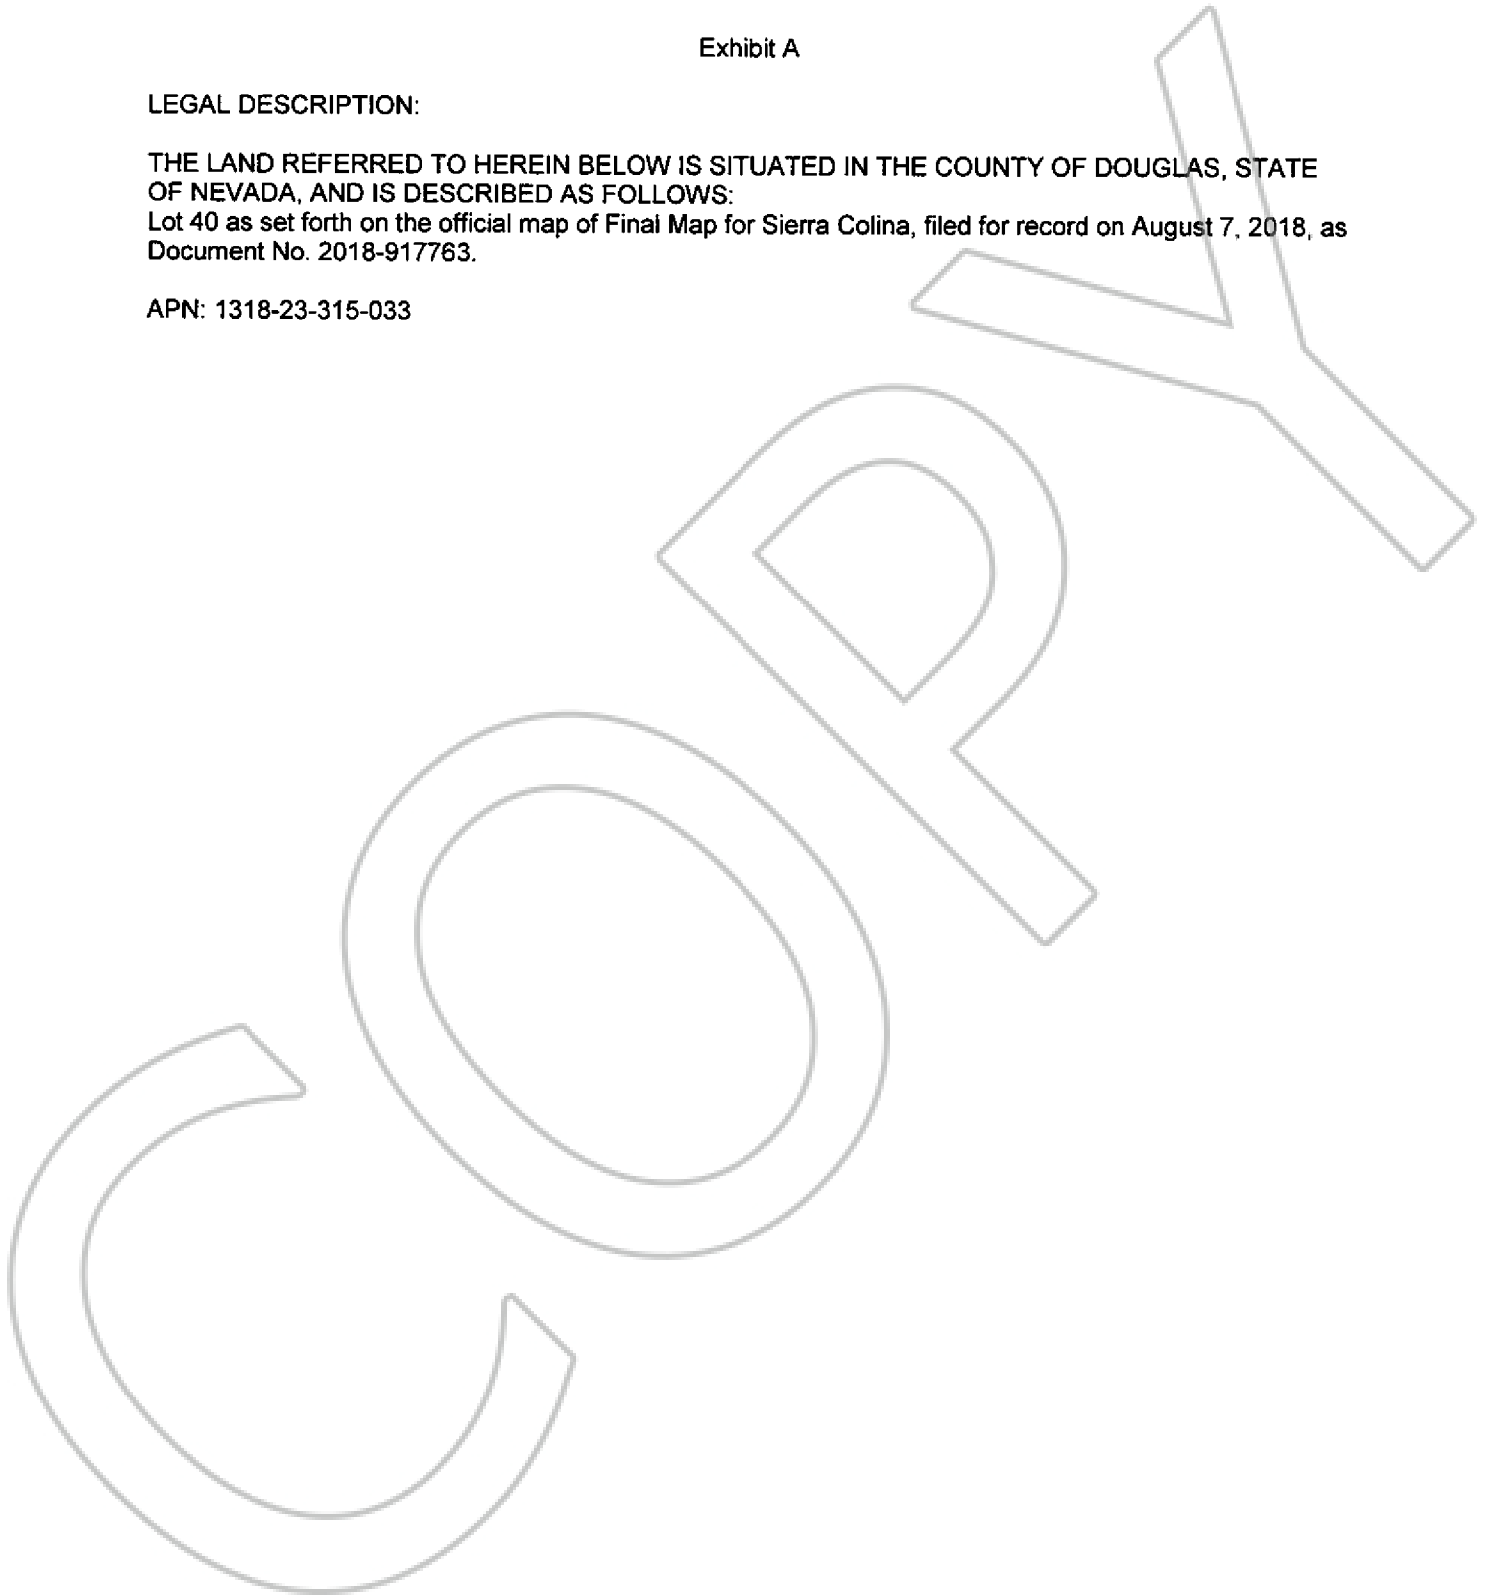 Exhibit A
LEGAL DESCRIPTION:
THE LAND REFERRED TO HEREIN BELOW IS SITUATED IN THE COUNTY OF DOUGLAS, STATE
OF NEVADA, AND IS DESCRIBED AS FOLLOWS:
Lot 40 as set forth on the official map of Final Map for Sierra Colina, filed for record on August 7, 2018, as
Document No. 2018-917763.
APN: 1318-23-315-033
COPY